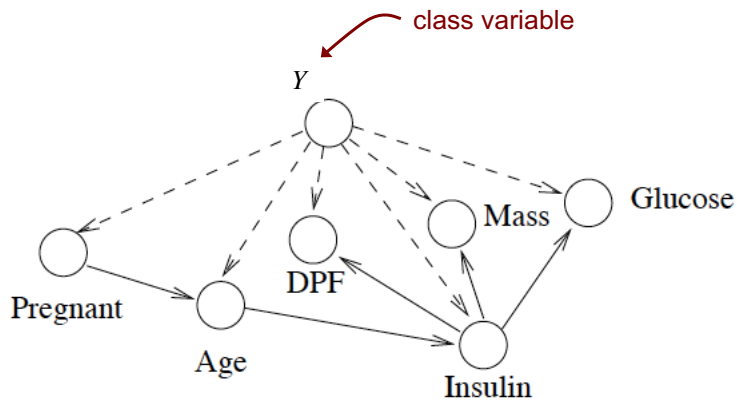 class variable
Y
Glucose
Mass
DPF
Pregnant
Age
Insulin